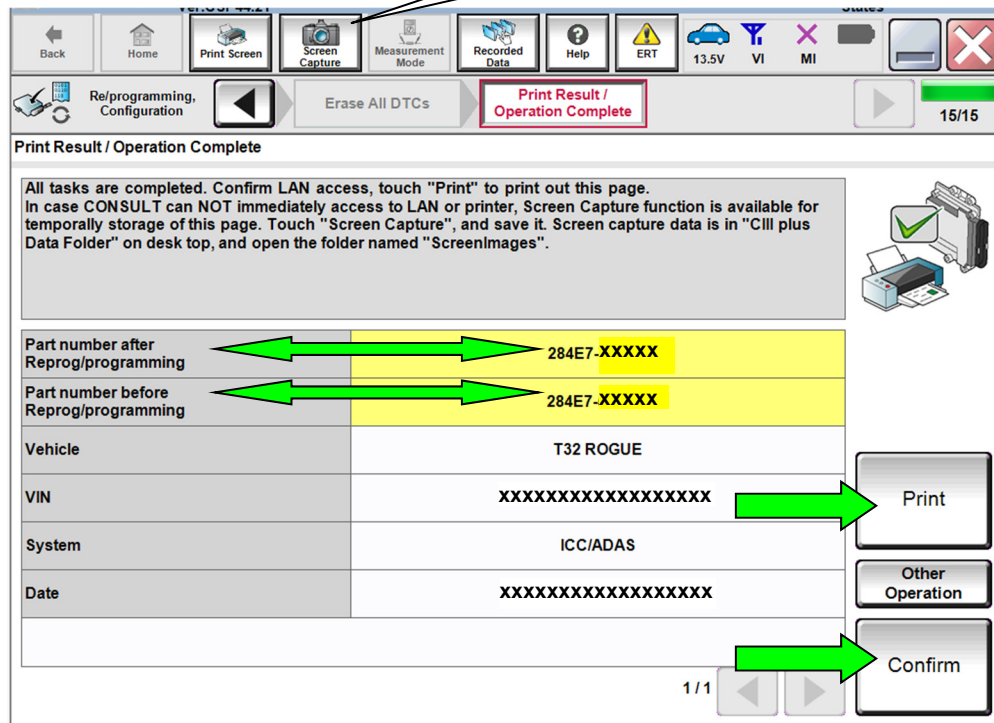 Back
Home
Print Screen
Screen
Capture
Measurement
Mode
Recorded
Data
Help
ERT
13.5V
VI
MI
Re/programming,
Configuration
Erase All DTCs
Print Result /
Operation Complete
15/15
Print Result / Operation Complete
All tasks are completed. Confirm LAN access, touch "Print" to print out this page.
In case CONSULT can NOT immediately access to LAN or printer, Screen Capture function is available for
temporally storage of this page. Touch "Screen Capture", and save it. Screen capture data is in "CIII plus
Data Folder" on desk top, and open the folder named "ScreenImages".
Part number after
Reprog/programming
284E7-XXXXX
Part number before
Reprog/programming
284E7-XXXXX
Vehicle
T32 ROGUE
VIN
XXXXXXXXXXXXXXXXXX
Print
System
ICC/ADAS
Other
Operation
Date
XXXXXXXXXXXXXXXXXX
Confirm
1/1